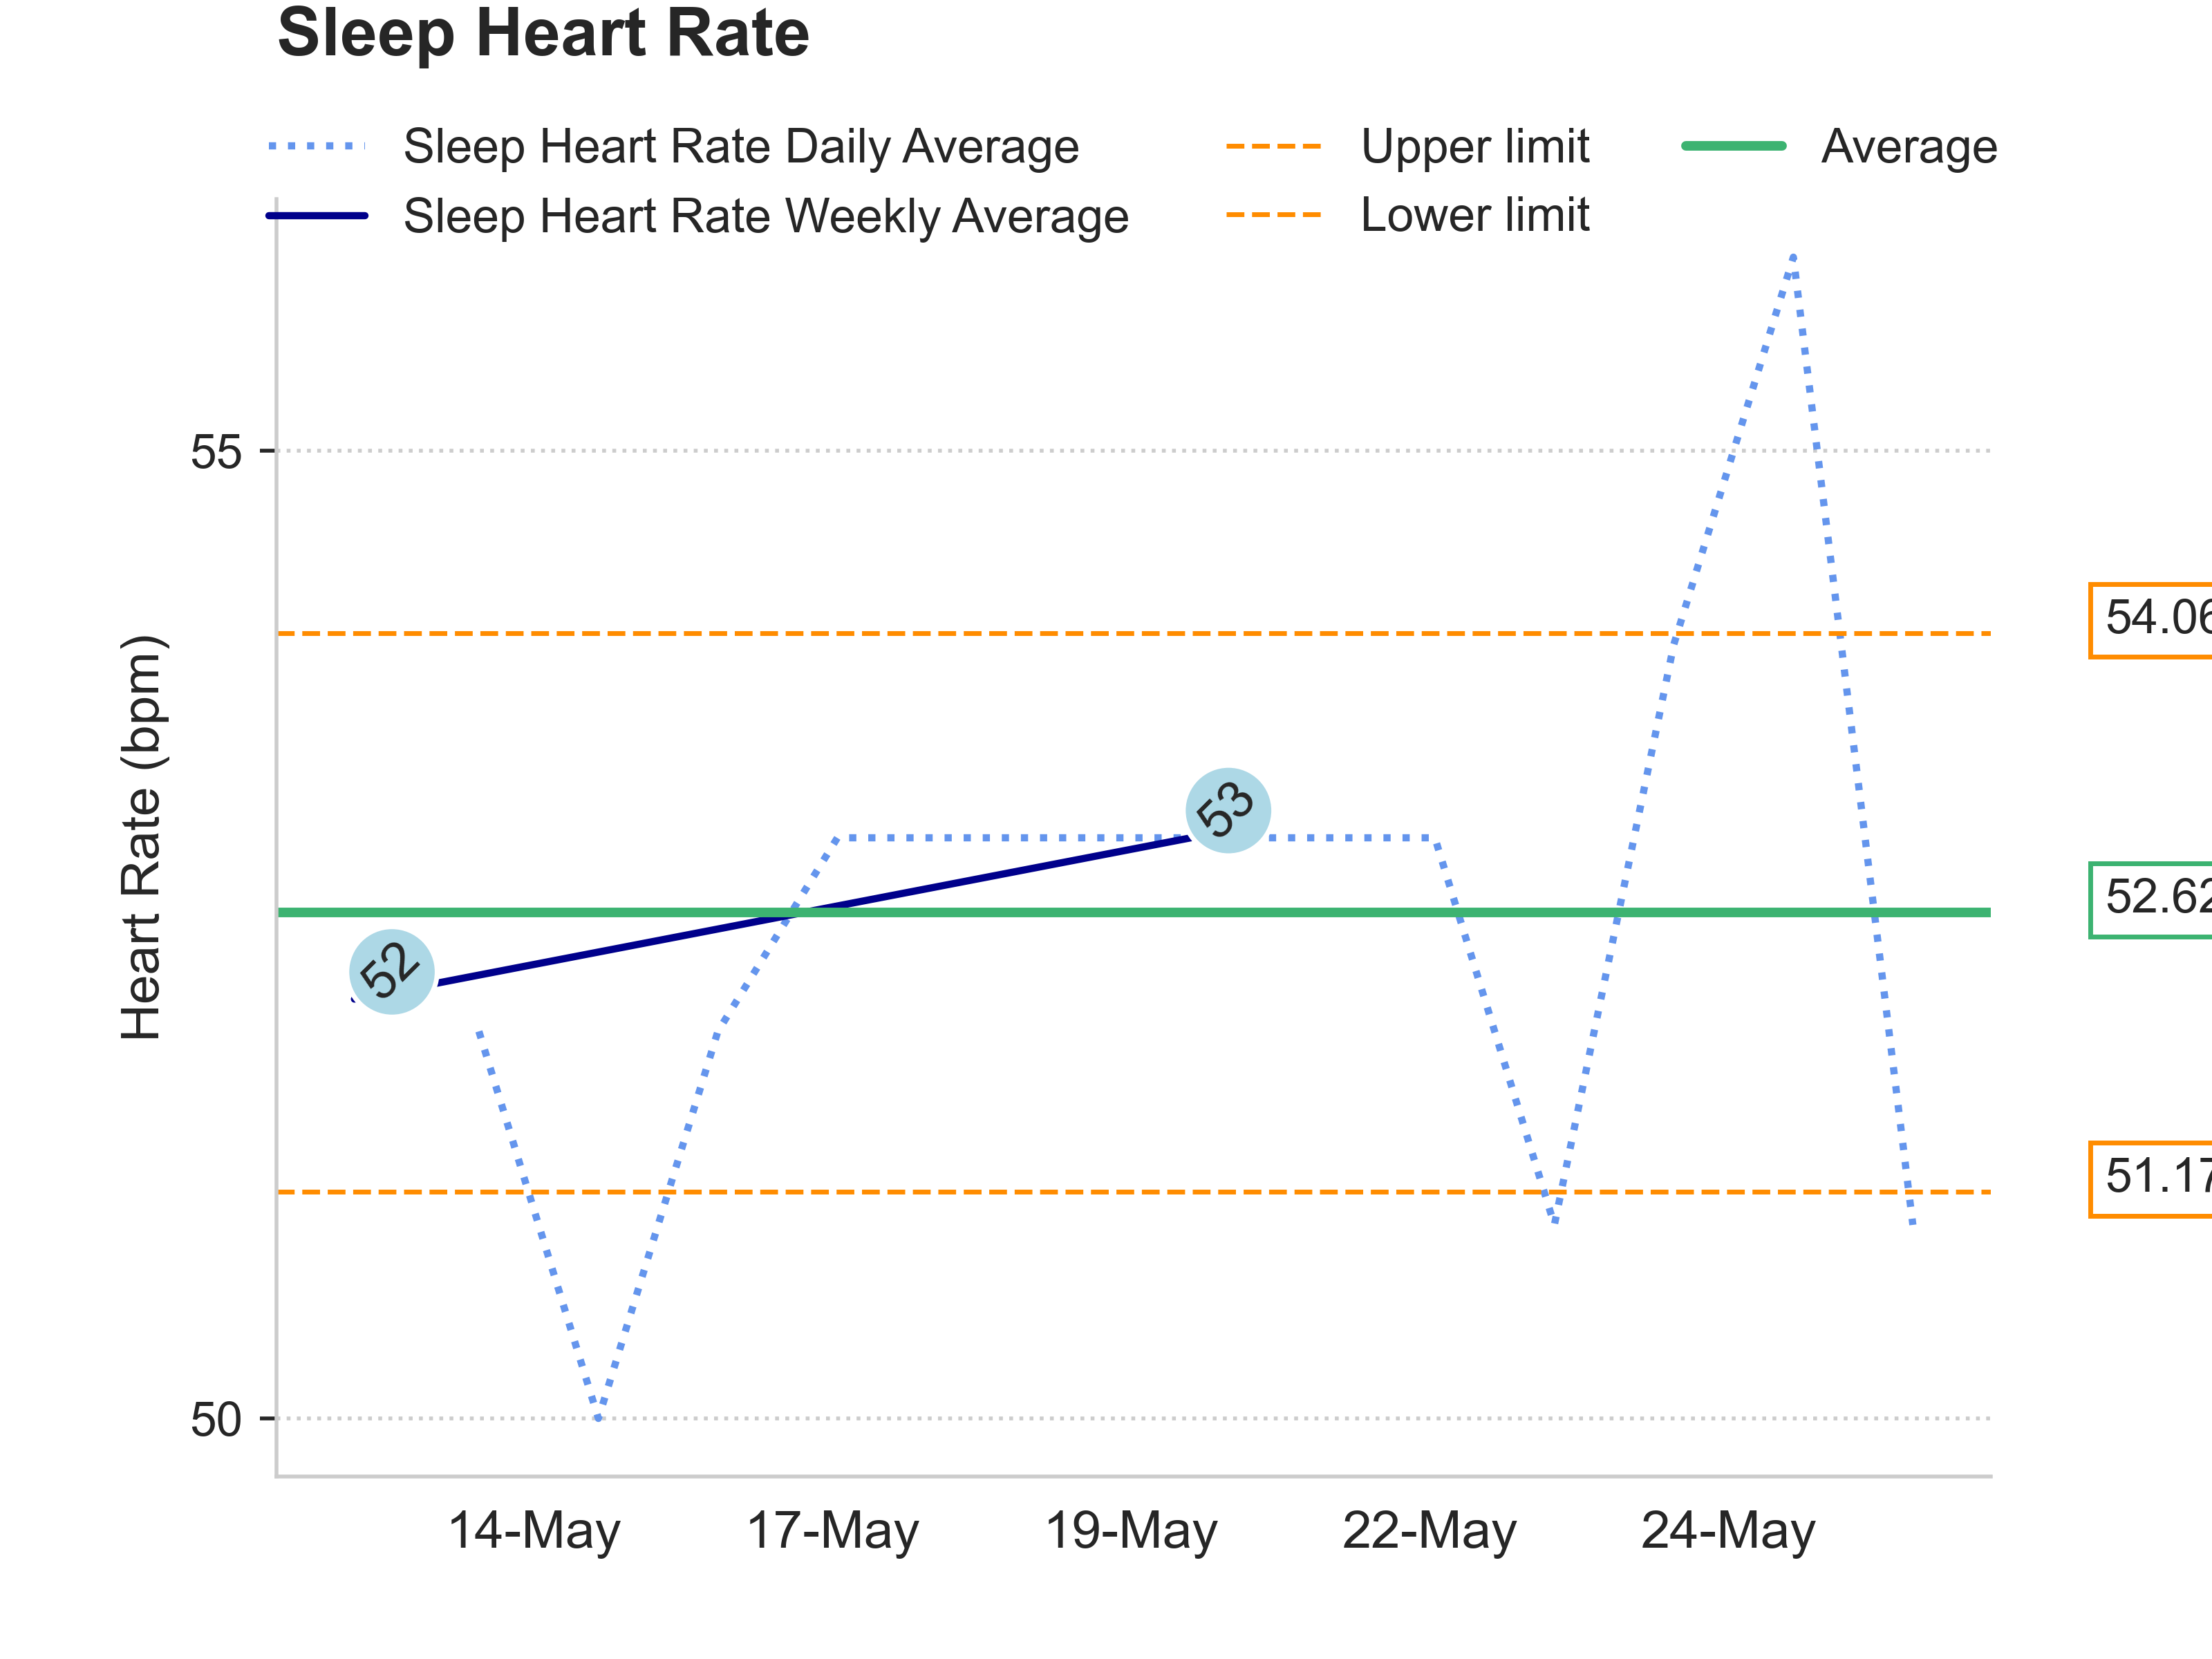 Sleep Heart Rate
Sleep Heart Rate Daily Average
Sleep Heart Rate Weekly Average
Upper limit
Lower limit
Average
Heart Rate (bpm)
55
50
52
53
54.06
52.62
51.17
14-May
17-May
19-May
22-May
24-May